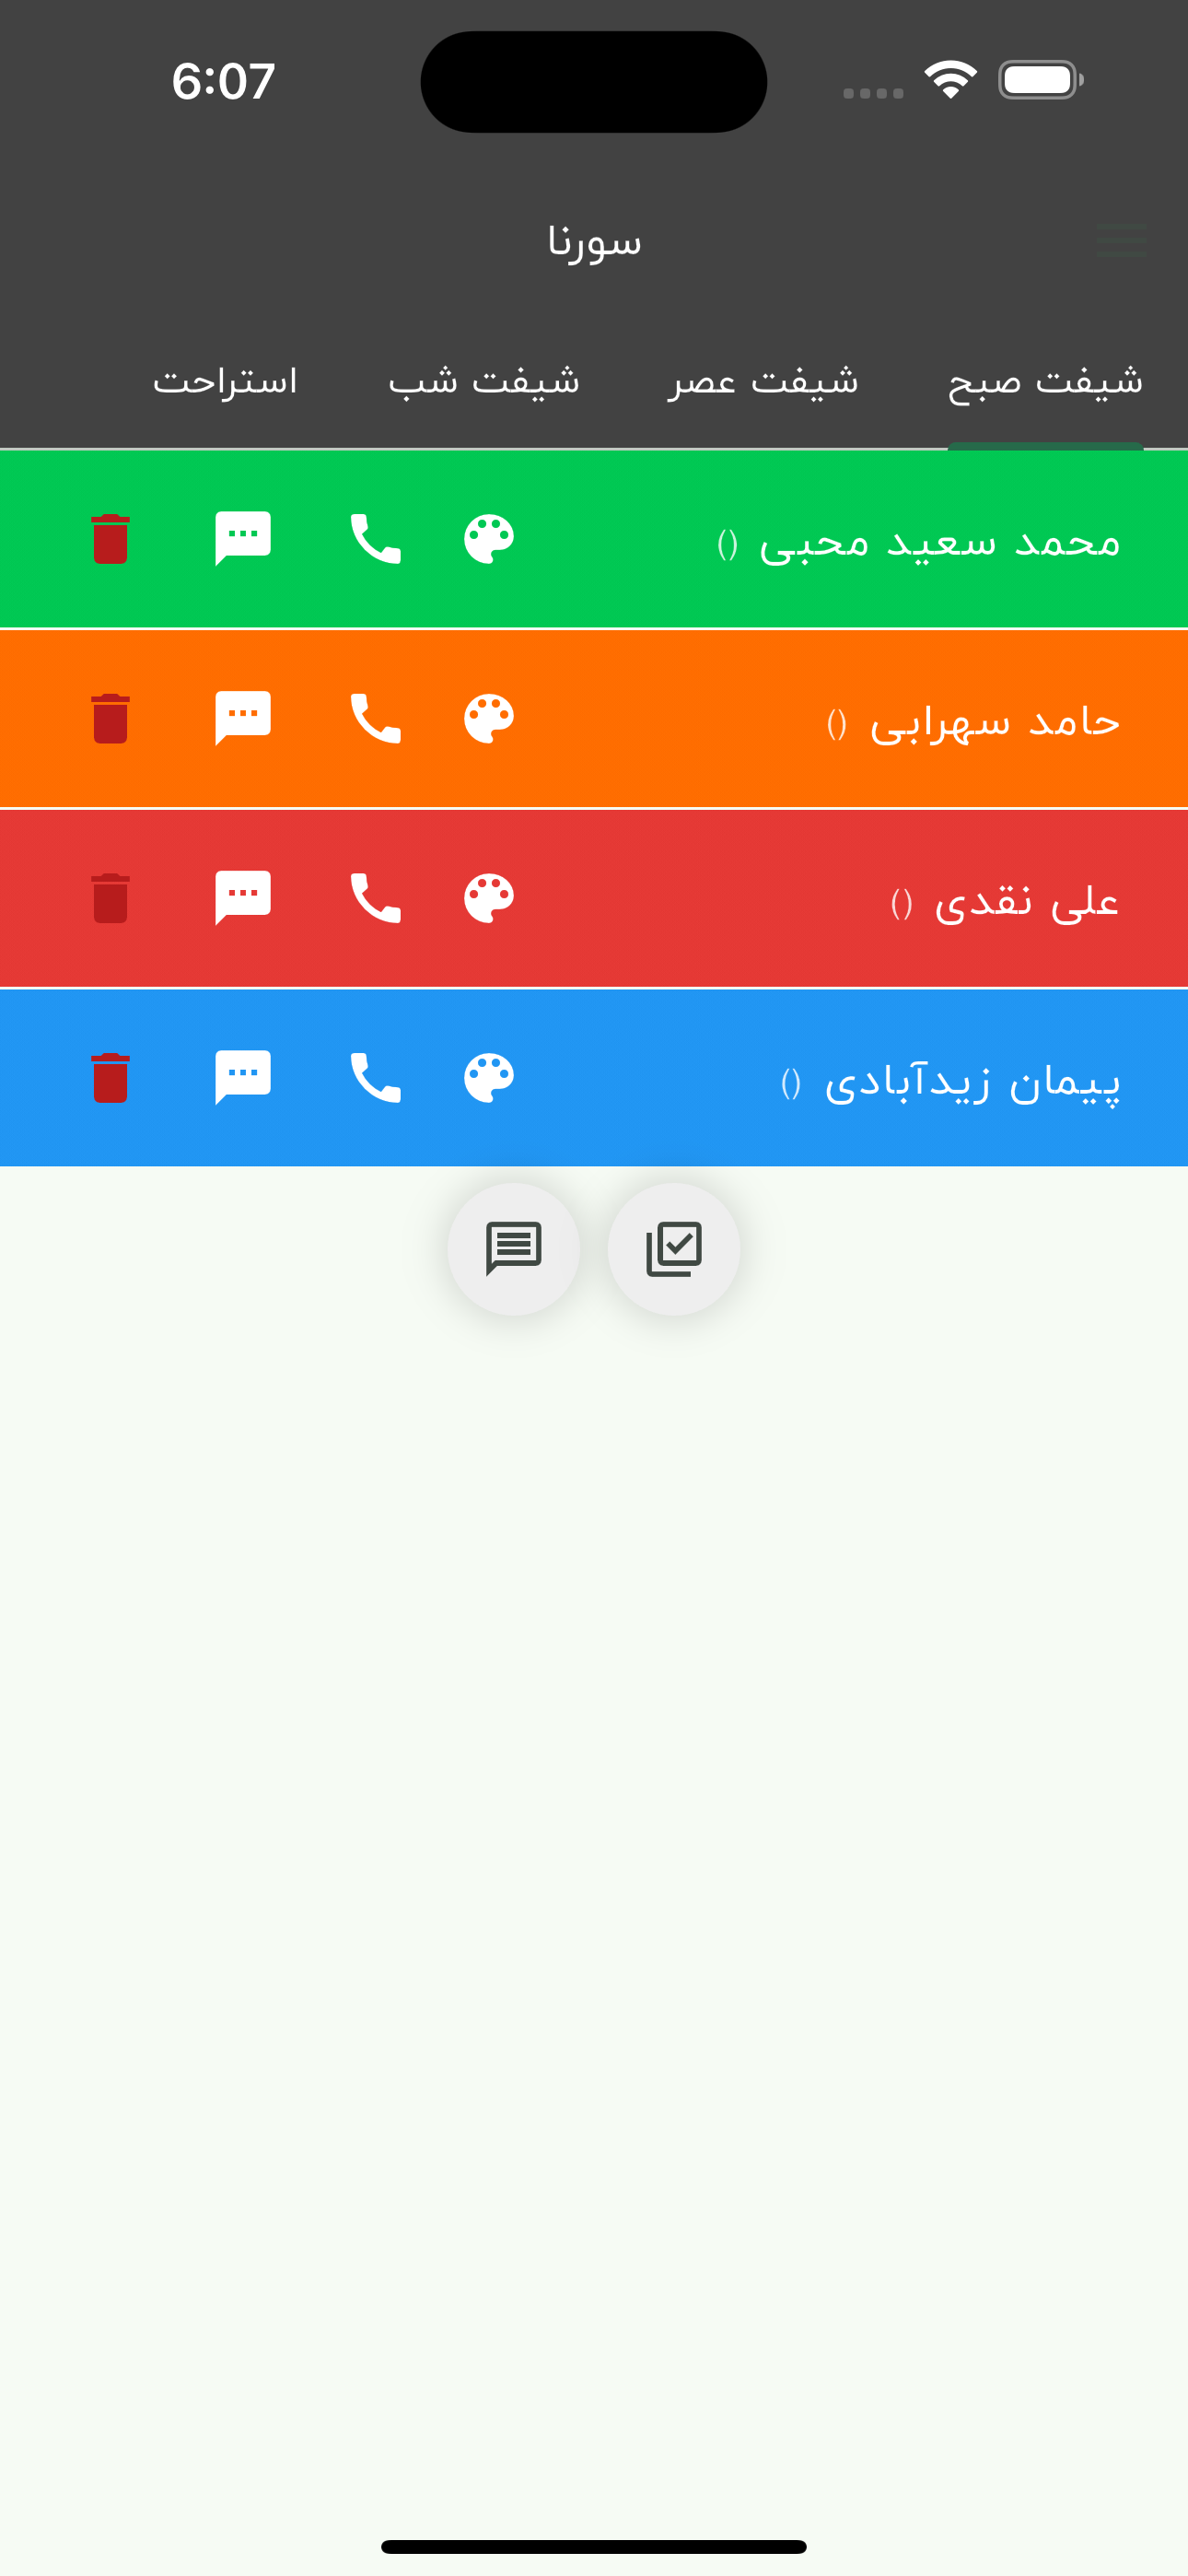 6:07
سورنا
شیفت صبح شیفت عصر شیفت شب استراحت
محمد سعید محبی ()
حامد سهرابی ()
علی نقدی ()
پیمان زیدآبادی ()